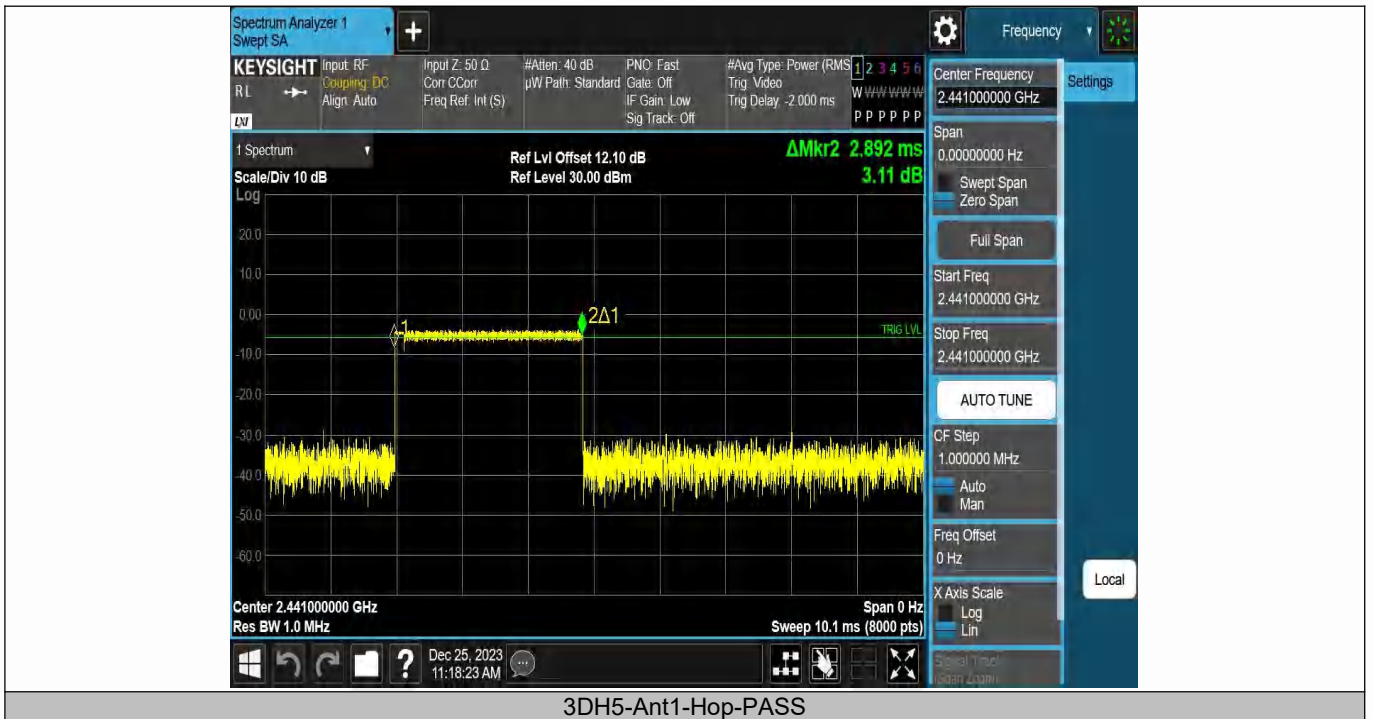 Spectrum Analyzer 1
Swept SA
+
Frequency
KEYSIGHT
RL
LXI
Input: RF
Coupling: DC
Align: Auto
Input Z: 50 Ω
Corr CCorr
Freq Ref: Int (S)
#Atten: 40 dB
µW Path: Standard
PNO: Fast
Gate: Off
IF Gain: Low
Sig Track: Off
#Avg Type: Power (RMS
Trig: Video
Trig Delay: -2.000 ms
1 2 3 4 5 6
W W W W W W
P P P P P P
1 Spectrum
Scale/Div 10 dB
Log
Ref Lvl Offset 12.10 dB
Ref Level 30.00 dBm
ΔMkr2 2.892 ms
3.11 dB
20.0
10.0
0.00
-10.0
-20.0
-30.0
-40.0
-50.0
-60.0
1
2Δ1
TRIG LVL
Center 2.441000000 GHz
Res BW 1.0 MHz
Span 0 Hz
Sweep 10.1 ms (8000 pts)
Center Frequency
2.441000000 GHz
Settings
Span
0.00000000 Hz
Swept Span
Zero Span
Full Span
Start Freq
2.441000000 GHz
Stop Freq
2.441000000 GHz
AUTO TUNE
CF Step
1.000000 MHz
Auto
Man
Freq Offset
0 Hz
X Axis Scale
Log
Lin
Signal Track
(Span Zoom)
Local
?
Dec 25, 2023
11:18:23 AM
3DH5-Ant1-Hop-PASS